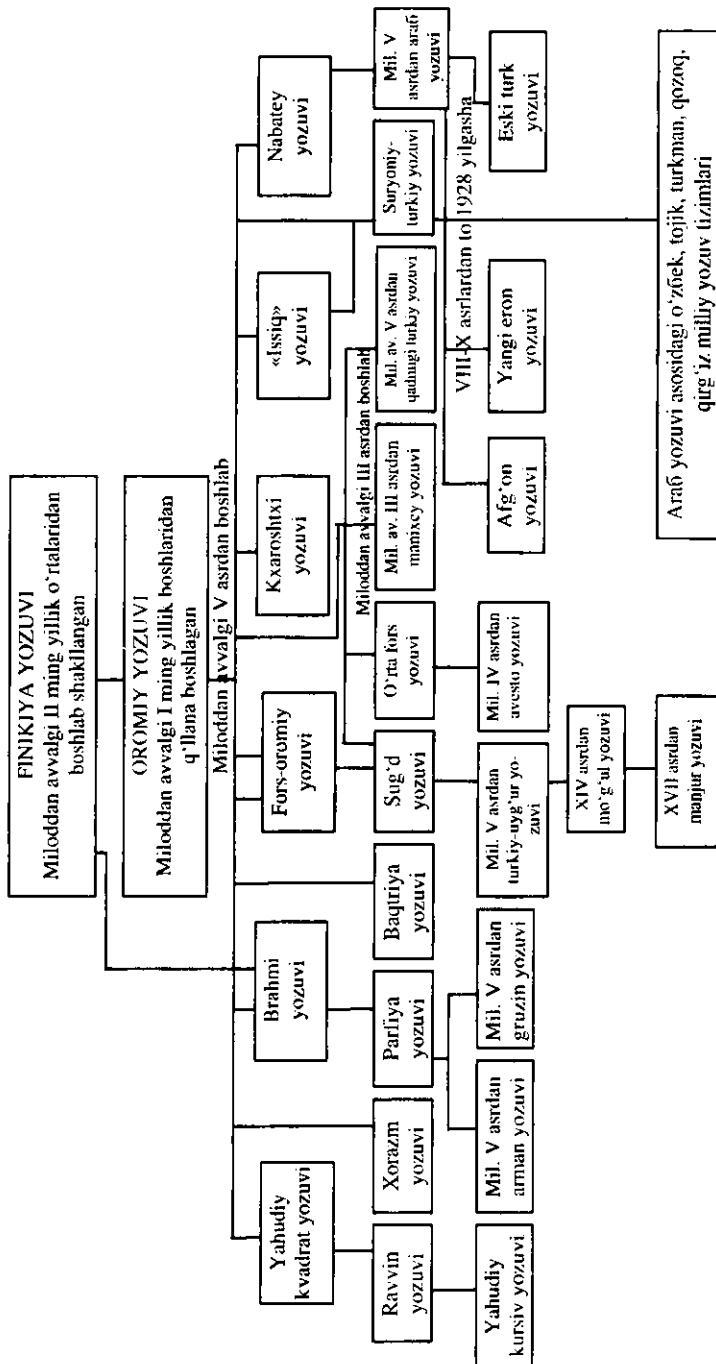 FINIKIYA YOZUVI
Miloddan avvalgi II ming yillik o‘rtalaridan
boshlab shakllangan
OROMIY YOZUVI
Miloddan avvalgi I ming yillik boshlaridan
q‘llana boshlagan
Miloddan avvalgi V asrdan boshlab
Yahudiy
kvadrat yozuvi
Brahmi
yozuvi
Fors-oromiy
yozuvi
Kxaroshtxi
yozuvi
«Issiq»
yozuvi
Nabatey
yozuvi
Miloddan avvalgi III asrdan boshlab
Ravvin
yozuvi
Xorazm
yozuvi
Parfiya
yozuvi
Baqtriya
yozuvi
Sug‘d
yozuvi
O‘rta fors
yozuvi
Mil. av. III asrdan
manixey yozuvi
Mil. av. V asrdan
qadimgi turkiy yozuvi
Suryoniy-
turkiy yozuvi
Mil. V
asrdan arab
yozuvi
VIII-X asrlardan to 1928 yilgasha
Yahudiy
kursiv yozuvi
Mil. V asrdan
arman yozuvi
Mil. V asrdan
gruzin yozuvi
Mil. V asrdan
turkiy-uyg‘ur yo-
zuvi
Mil. IV asrdan
avesto yozuvi
Afg‘on
yozuvi
Yangi eron
yozuvi
Eski turk
yozuvi
XIV asrdan
mo‘g‘ul yozuvi
XVII asrdan
manjur yozuvi
Arab yozuvi asosidagi o‘zbek, tojik, turkman, qozoq,
qirg‘iz milliy yozuv tizimlari